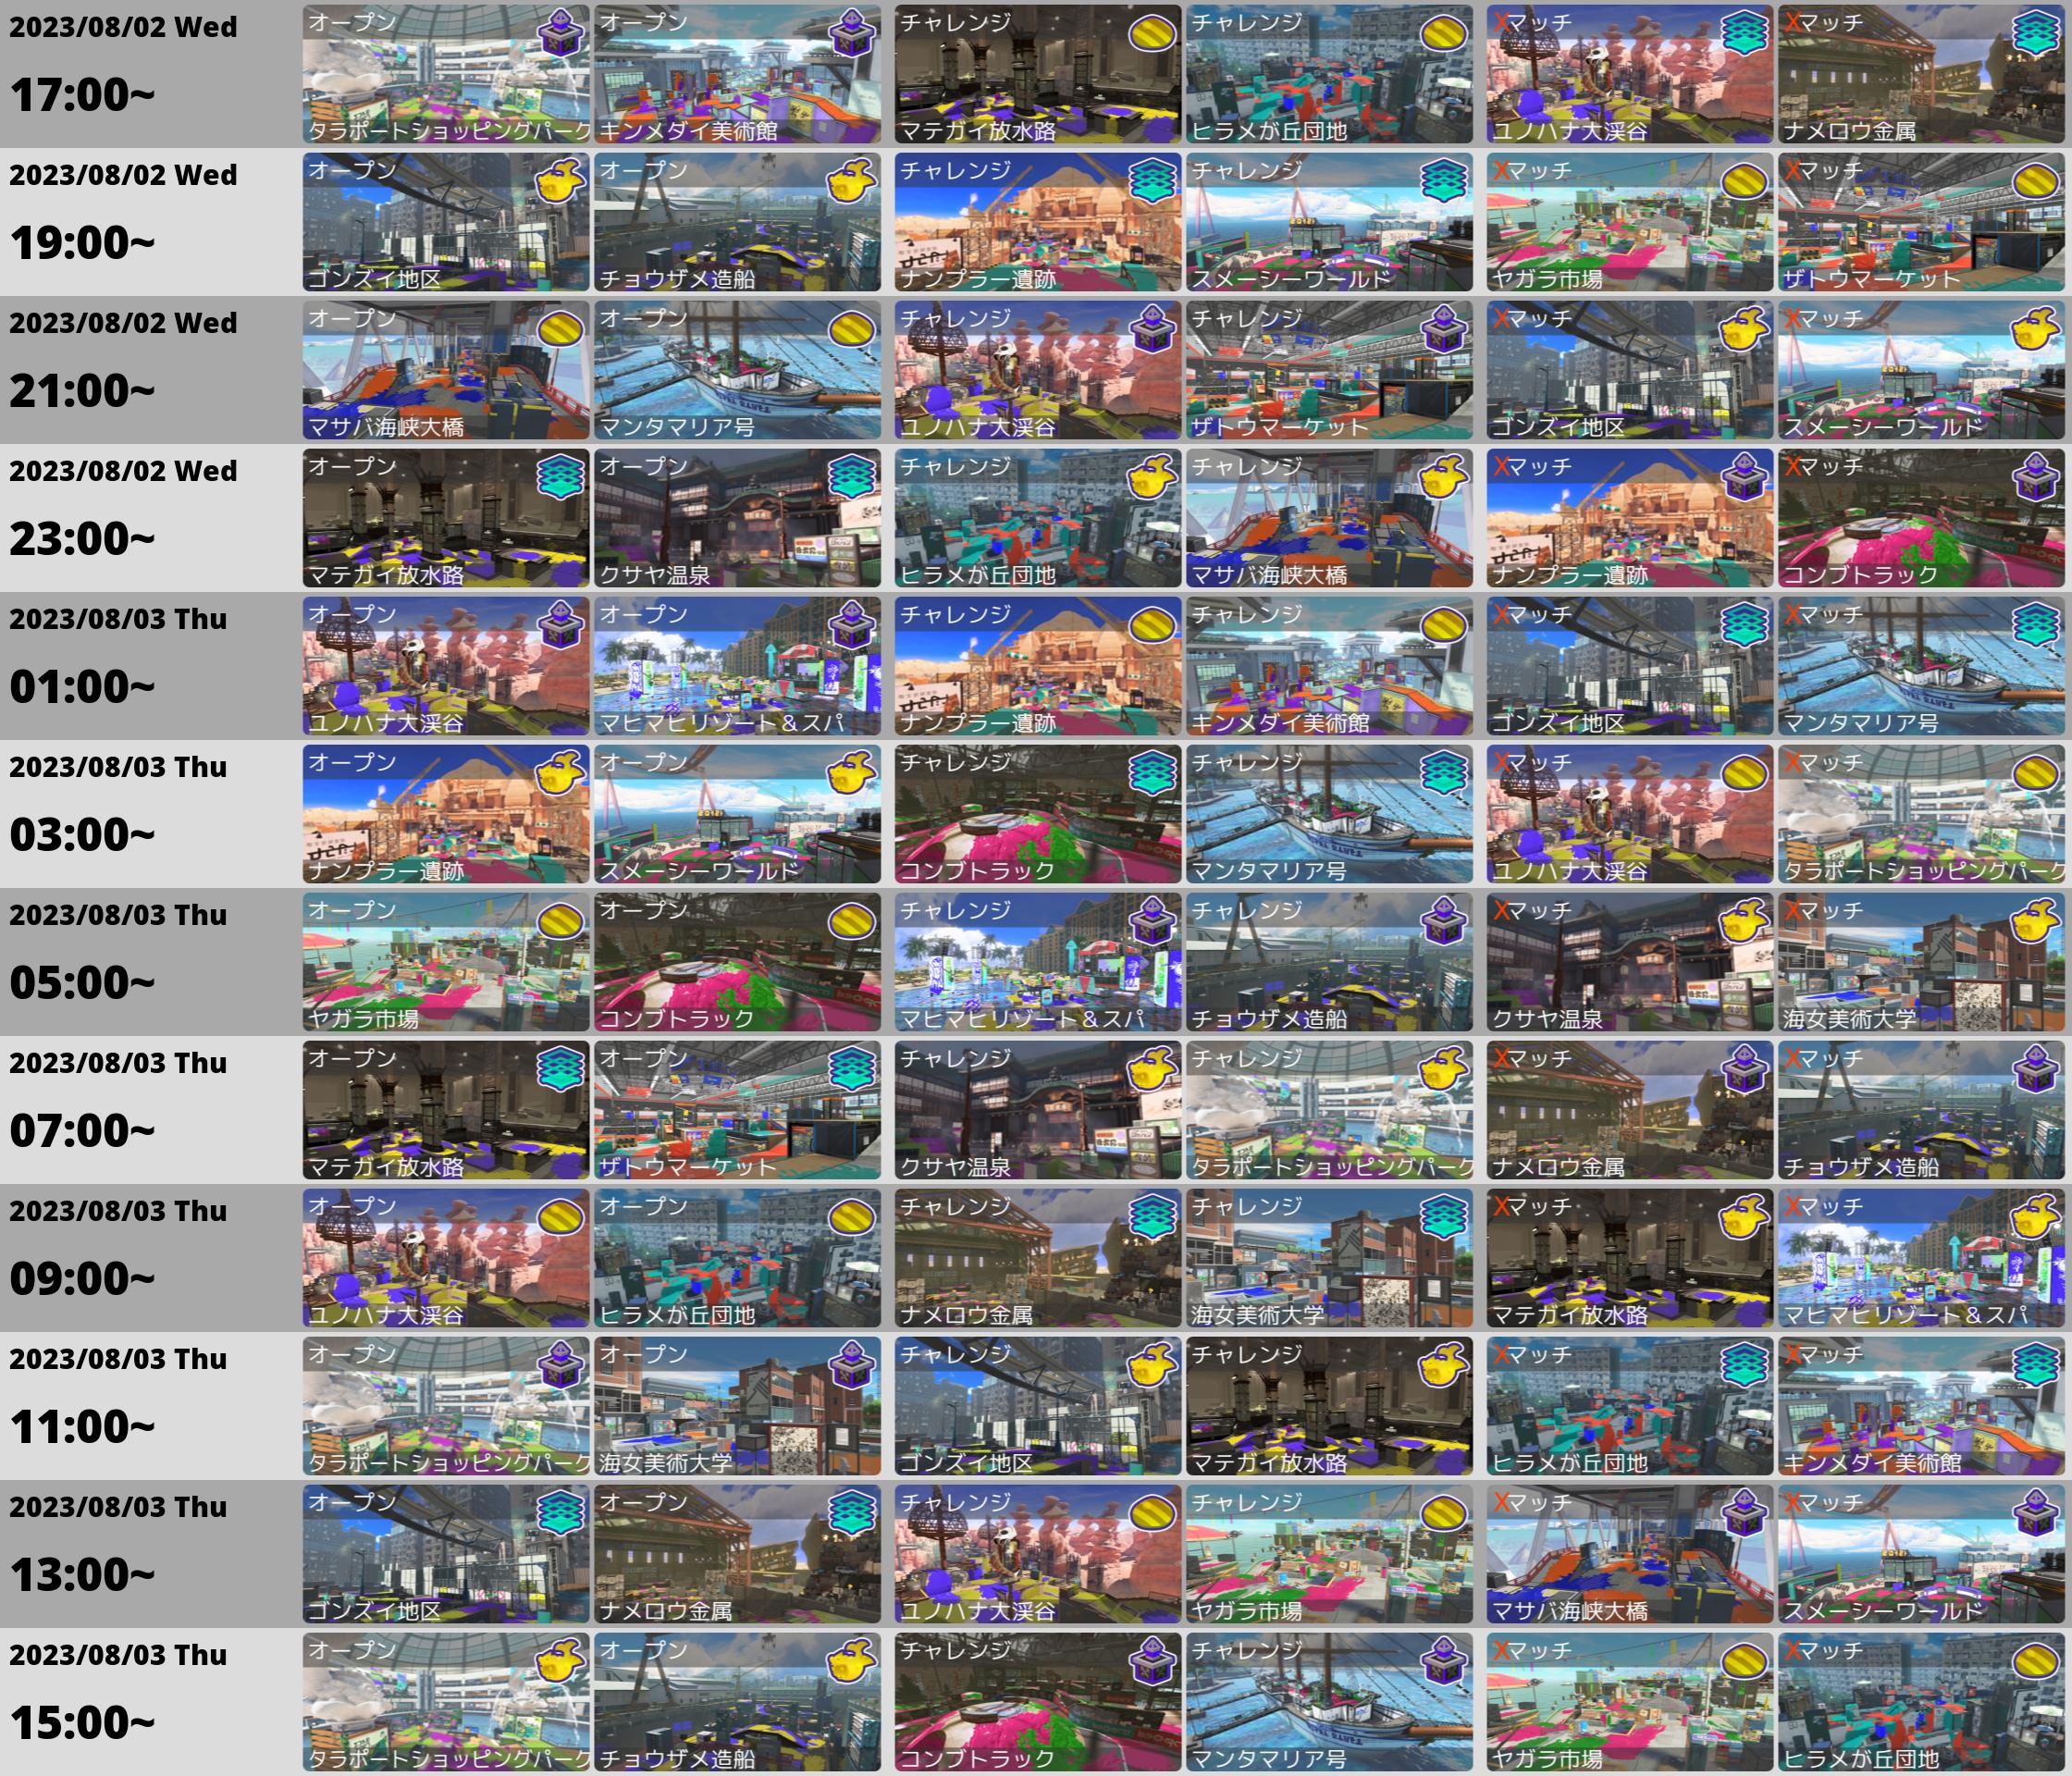 2023/08/02 Wed
17:00~
オープン オープン チャレンジ チャレンジ Xマッチ Xマッチ
タラポートショッピングパーク キンメダイ美術館 マテガイ放水路 ヒラメが丘団地 ユノハナ大渓谷 ナメロウ金属
2023/08/02 Wed
19:00~
オープン オープン チャレンジ チャレンジ Xマッチ Xマッチ
ゴンズイ地区 チョウザメ造船 ナンプラー遺跡 スメーシーワールド ヤガラ市場 ザトウマーケット
2023/08/02 Wed
21:00~
オープン オープン チャレンジ チャレンジ Xマッチ Xマッチ
マサバ海峡大橋 マンタマリア号 ユノハナ大渓谷 ザトウマーケット ゴンズイ地区 スメーシーワールド
2023/08/02 Wed
23:00~
オープン オープン チャレンジ チャレンジ Xマッチ Xマッチ
マテガイ放水路 クサヤ温泉 ヒラメが丘団地 マサバ海峡大橋 ナンプラー遺跡 コンブトラック
2023/08/03 Thu
01:00~
オープン オープン チャレンジ チャレンジ Xマッチ Xマッチ
ユノハナ大渓谷 マヒマヒリゾート＆スパ ナンプラー遺跡 キンメダイ美術館 ゴンズイ地区 マンタマリア号
2023/08/03 Thu
03:00~
オープン オープン チャレンジ チャレンジ Xマッチ Xマッチ
ナンプラー遺跡 スメーシーワールド コンブトラック マンタマリア号 ユノハナ大渓谷 タラポートショッピングパーク
2023/08/03 Thu
05:00~
オープン オープン チャレンジ チャレンジ Xマッチ Xマッチ
ヤガラ市場 コンブトラック マヒマヒリゾート＆スパ チョウザメ造船 クサヤ温泉 海女美術大学
2023/08/03 Thu
07:00~
オープン オープン チャレンジ チャレンジ Xマッチ Xマッチ
マテガイ放水路 ザトウマーケット クサヤ温泉 タラポートショッピングパーク ナメロウ金属 チョウザメ造船
2023/08/03 Thu
09:00~
オープン オープン チャレンジ チャレンジ Xマッチ Xマッチ
ユノハナ大渓谷 ヒラメが丘団地 ナメロウ金属 海女美術大学 マテガイ放水路 マヒマヒリゾート＆スパ
2023/08/03 Thu
11:00~
オープン オープン チャレンジ チャレンジ Xマッチ Xマッチ
タラポートショッピングパーク 海女美術大学 ゴンズイ地区 マテガイ放水路 ヒラメが丘団地 キンメダイ美術館
2023/08/03 Thu
13:00~
オープン オープン チャレンジ チャレンジ Xマッチ Xマッチ
ゴンズイ地区 ナメロウ金属 ユノハナ大渓谷 ヤガラ市場 マサバ海峡大橋 スメーシーワールド
2023/08/03 Thu
15:00~
オープン オープン チャレンジ チャレンジ Xマッチ Xマッチ
タラポートショッピングパーク チョウザメ造船 コンブトラック マンタマリア号 ヤガラ市場 ヒラメが丘団地